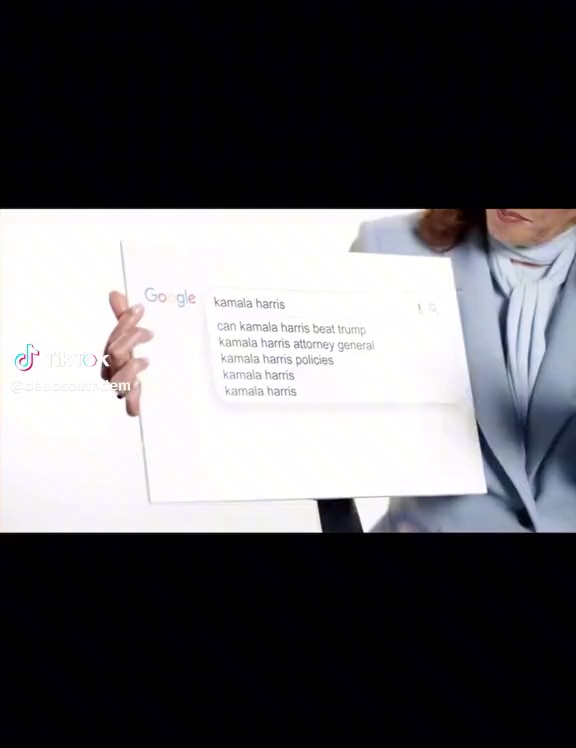 Google
kamala harris
can kamala harris beat trump
kamala harris attorney general
kamala harris policies
kamala harris
kamala harris
TikTok
@deepsouthdem